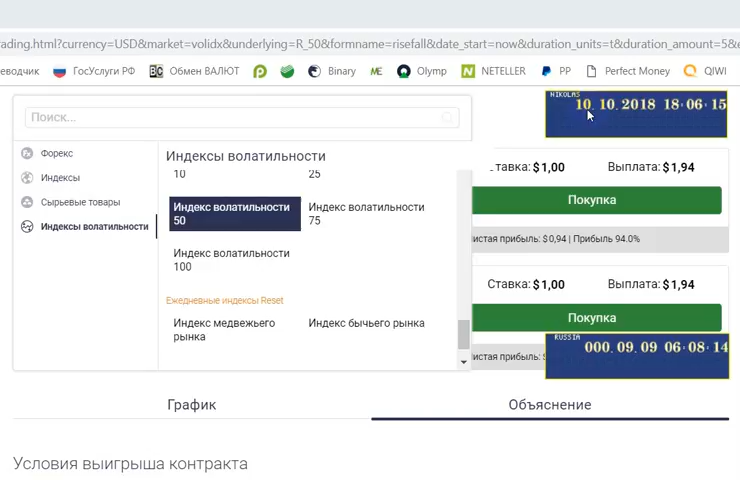 ading.html?currency=USD&market=volidx&underlying=R_50&formname=risefall&date_start=now&duration_units=t&duration_amount=5&e
еводчик ГосУслуги РФ BC Обмен ВАЛЮТ Binary ME Olymp N NETELLER PP Perfect Money QIWI
Поиск...
NIKOLAS
10.10.2018 18:06:15
Форекс
Индексы
Сырьевые товары
Индексы волатильности
Индексы волатильности
10 25
Индекс волатильности 50
Индекс волатильности 75
Индекс волатильности 100
Ежедневные индексы Reset
Индекс медвежьего рынка
Индекс бычьего рынка
тавка: $1,00 Выплата: $1,94
Покупка
истая прибыль: $0,94 | Прибыль 94.0%
Ставка: $1,00 Выплата: $1,94
Покупка
истая прибыль: $
RUSSIA
000.09.09 06:08:14
График Объяснение
Условия выигрыша контракта